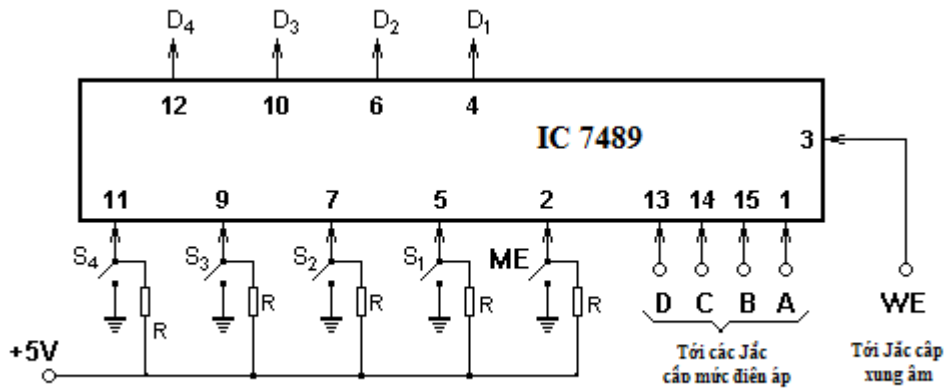 D4 D3 D2 D1
12 10 6 4
IC 7489
3
11 9 7 5 2 13 14 15 1
S4 S3 S2 S1 ME
R R R R R
D C B A
WE
+5V
Tới các Jắc
cấp mức điện áp
Tới Jắc cấp
xung âm